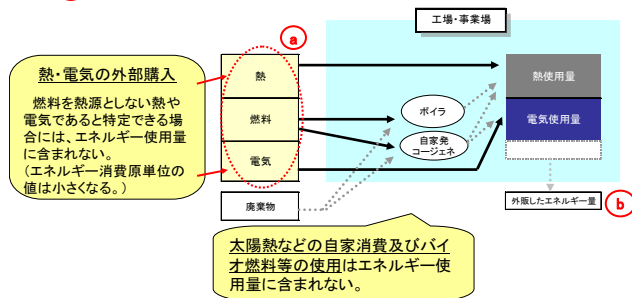 工場・事業場
a
熱・電気の外部購入
燃料を熱源としない熱や
電気であると特定できる場
合には、エネルギー使用量
に含まれない。
(エネルギー消費原単位の
値は小さくなる。)
熱
燃料
電気
廃棄物
ボイラ
自家発
コージェネ
熱使用量
電気使用量
外販したエネルギー量
b
太陽熱などの自家消費及びバイ
オ燃料等の使用はエネルギー使
用量に含まれない。